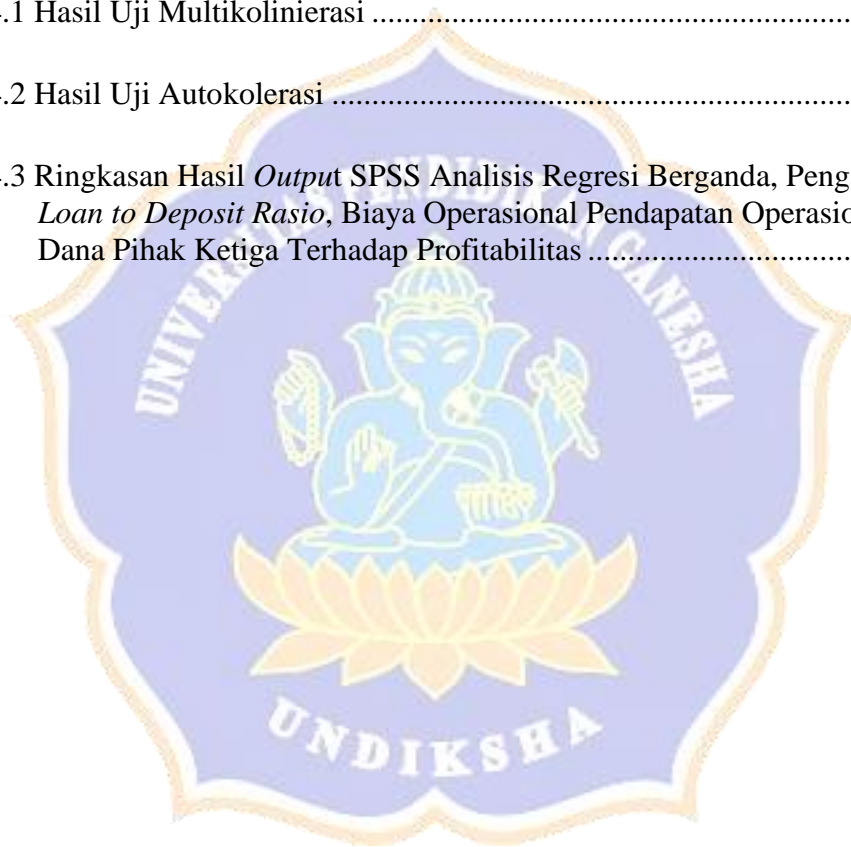 .1 Hasil Uji Multikolinierasi ............................................................
.2 Hasil Uji Autokolerasi .................................................................
.3 Ringkasan Hasil Output SPSS Analisis Regresi Berganda, Peng
Loan to Deposit Rasio, Biaya Operasional Pendapatan Operasio
Dana Pihak Ketiga Terhadap Profitabilitas .................................
UNIVERSITAS PENDIDIKAN GANESHA
UNDIKSHA